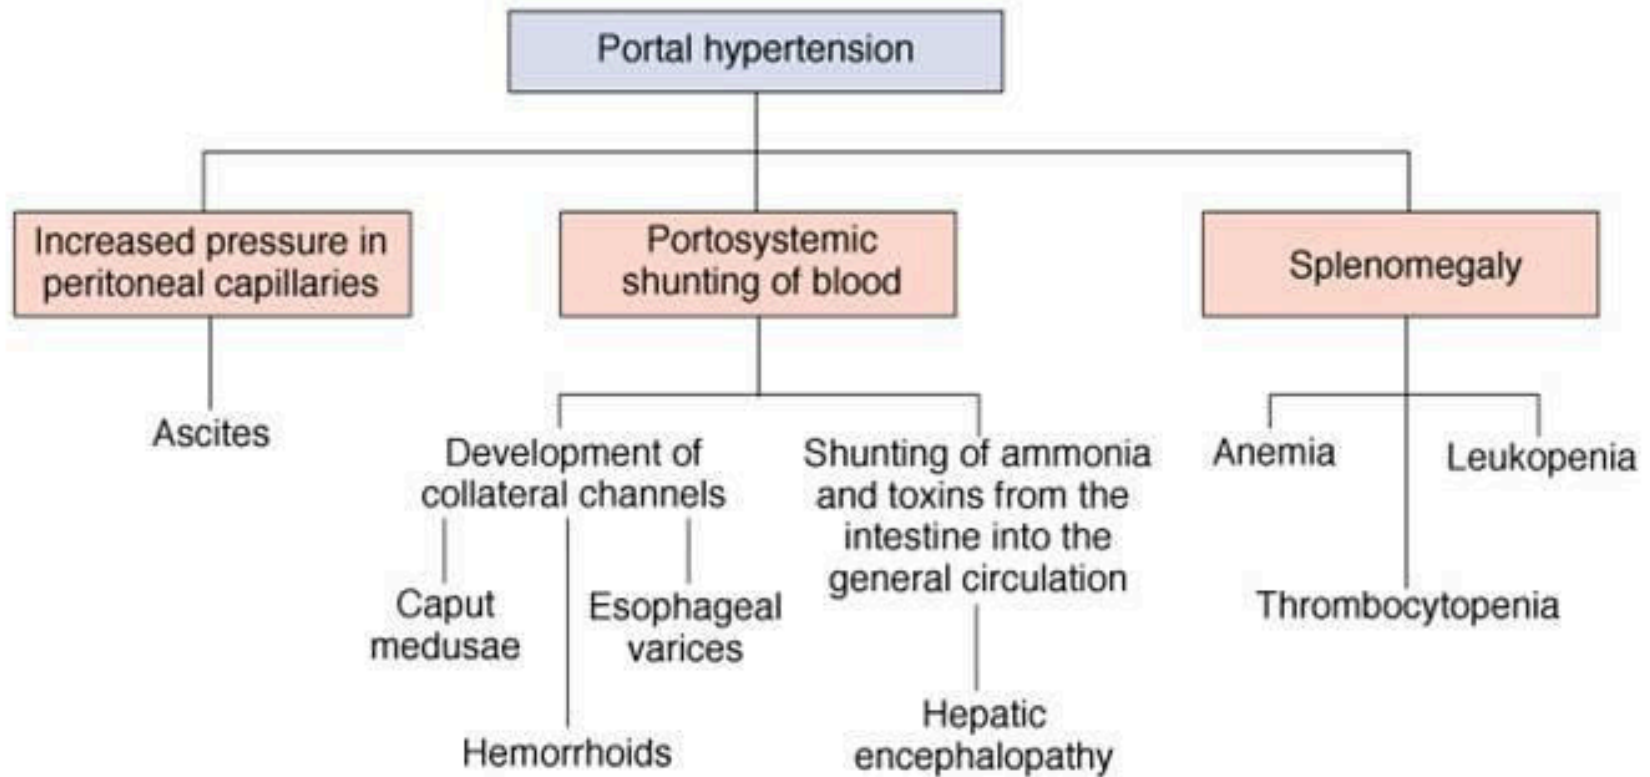 Portal hypertension
Increased pressure in
peritoneal capillaries
Portosystemic
shunting of blood
Splenomegaly
Ascites
Development of
collateral channels
Shunting of ammonia
and toxins from the
intestine into the
general circulation
Anemia
Leukopenia
Caput
medusae
Esophageal
varices
Thrombocytopenia
Hemorrhoids
Hepatic
encephalopathy